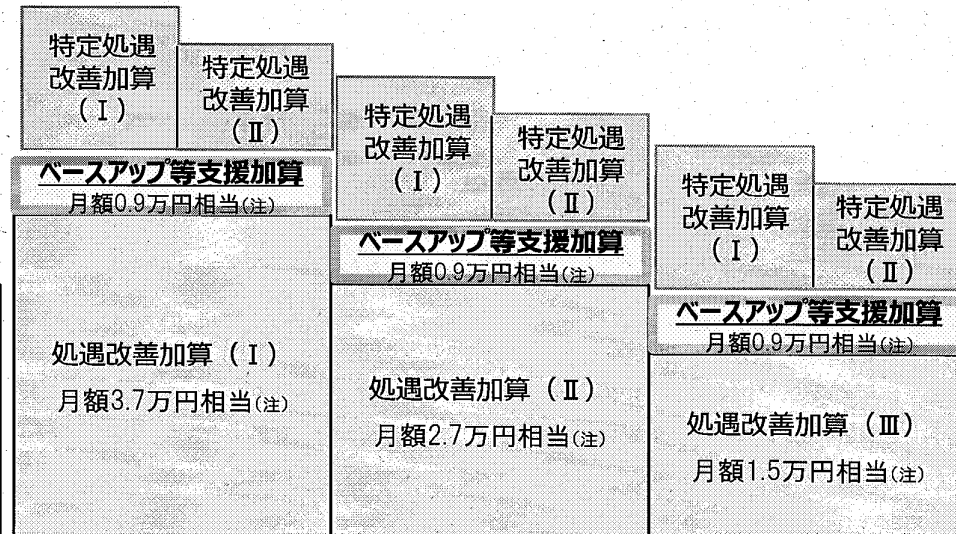 特定処遇
改善加算
(Ⅰ)
特定処遇
改善加算
(Ⅱ)
ベースアップ等支援加算
月額0.9万円相当(注)
処遇改善加算(Ⅰ)
月額3.7万円相当(注)
特定処遇
改善加算
(Ⅰ)
特定処遇
改善加算
(Ⅱ)
ベースアップ等支援加算
月額0.9万円相当(注)
処遇改善加算(Ⅱ)
月額2.7万円相当(注)
特定処遇
改善加算
(Ⅰ)
特定処遇
改善加算
(Ⅱ)
ベースアップ等支援加算
月額0.9万円相当(注)
処遇改善加算(Ⅲ)
月額1.5万円相当(注)